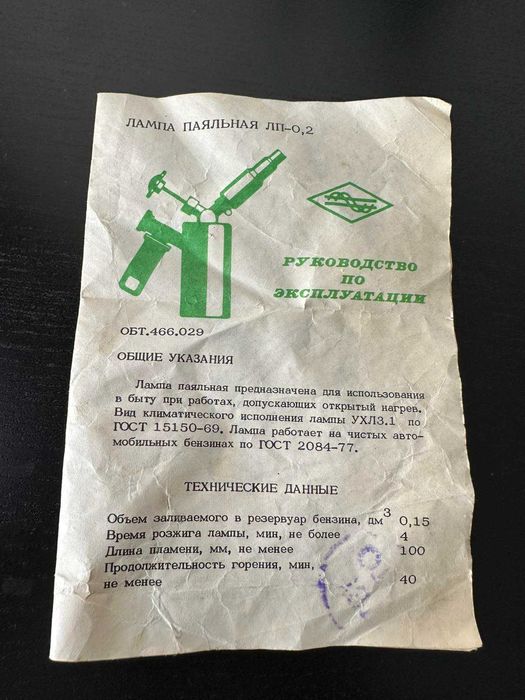 ЛАМПА ПАЯЛЬНАЯ ЛП-0,2
РУКОВОДСТВО
ПО
ЭКСПЛУАТАЦИИ
ОБТ.466.029
ОБЩИЕ УКАЗАНИЯ
Лампа паяльная предназначена для использования
в быту при работах, допускающих открытый нагрев.
Вид климатического исполнения лампы УХЛ3.1 по
ГОСТ 15150-69. Лампа работает на чистых авто-
мобильных бензинах по ГОСТ 2084-77.
ТЕХНИЧЕСКИЕ ДАННЫЕ
Объем заливаемого в резервуар бензина, дм³ 0,15
Время розжига лампы, мин, не более 4
Длина пламени, мм, не менее 100
Продолжительность горения, мин,
не менее 40